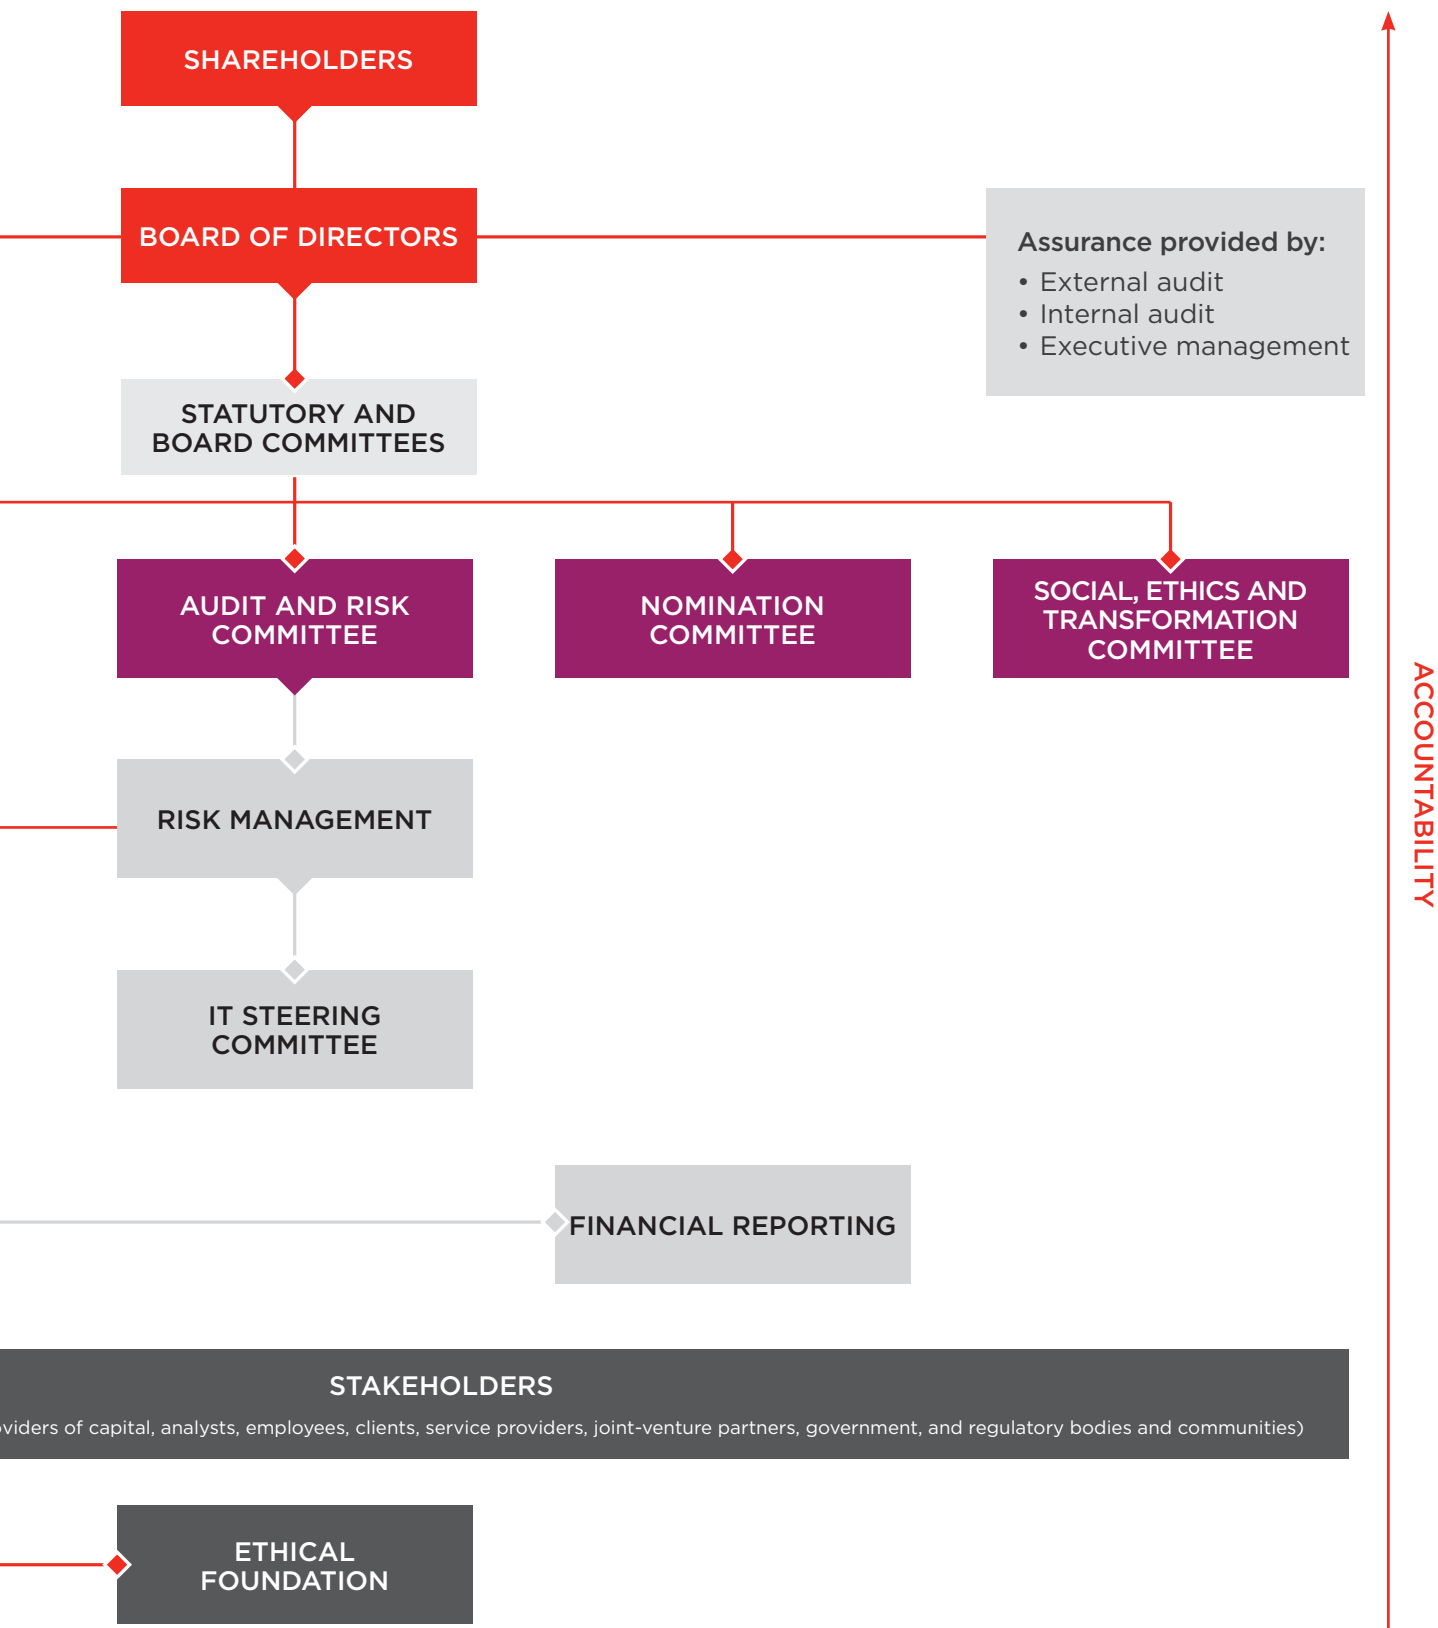 SHAREHOLDERS
BOARD OF DIRECTORS
Assurance provided by:
• External audit
• Internal audit
• Executive management
STATUTORY AND
BOARD COMMITTEES
AUDIT AND RISK
COMMITTEE
NOMINATION
COMMITTEE
SOCIAL, ETHICS AND
TRANSFORMATION
COMMITTEE
ACCOUNTABILITY
RISK MANAGEMENT
IT STEERING
COMMITTEE
FINANCIAL REPORTING
STAKEHOLDERS
of capital, analysts, employees, clients, service providers, joint-venture partners, government, and regulatory bodies and communities)
ETHICAL
FOUNDATION